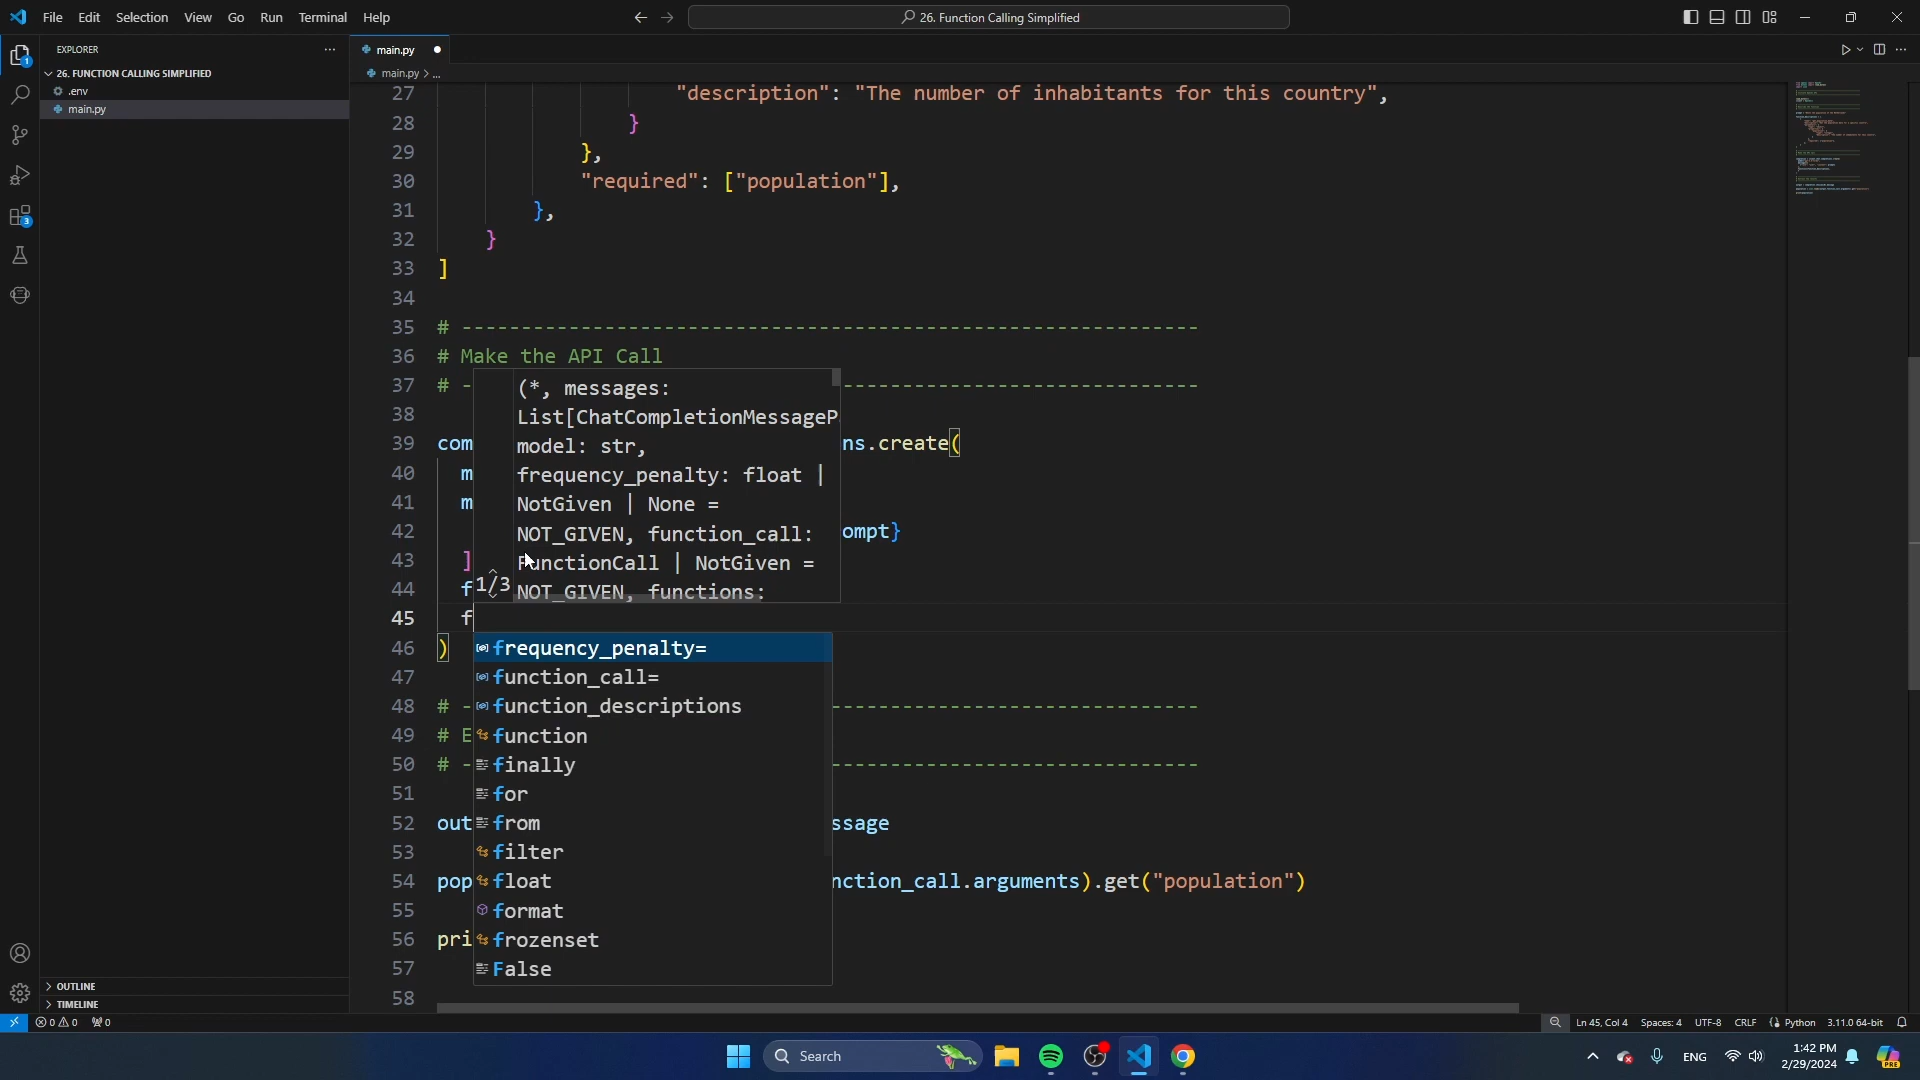 File Edit Selection View Go Run Terminal Help
26. Function Calling Simplified
EXPLORER
26. FUNCTION CALLING SIMPLIFIED
.env
main.py
OUTLINE
TIMELINE
main.py
main.py > ...
27 "description": "The number of inhabitants for this country",
28 }
29 },
30 "required": ["population"],
31 },
32 }
33 ]
34
35 # --------------------------------------------------------------
36 # Make the API Call
37 # - ------------------------------
38
39 com ns.create(
40 m
41 m
42 ompt}
43 ]
44 f
45 f
46 )
47
48 # - -------------------------------
49 # E
50 # - -------------------------------
51
52 out ssage
53
54 pop nction_call.arguments).get("population")
55
56 pri
57
58
(*, messages:
List[ChatCompletionMessageP
model: str,
frequency_penalty: float |
NotGiven | None =
NOT_GIVEN, function_call:
FunctionCall | NotGiven =
NOT_GIVEN, functions:
1/3
frequency_penalty=
function_call=
function_descriptions
function
finally
for
from
filter
float
format
frozenset
False
0 0 0
Ln 45, Col 4 Spaces: 4 UTF-8 CRLF Python 3.11.0 64-bit
1
3
Search
ENG
1:42 PM
2/29/2024
PRE